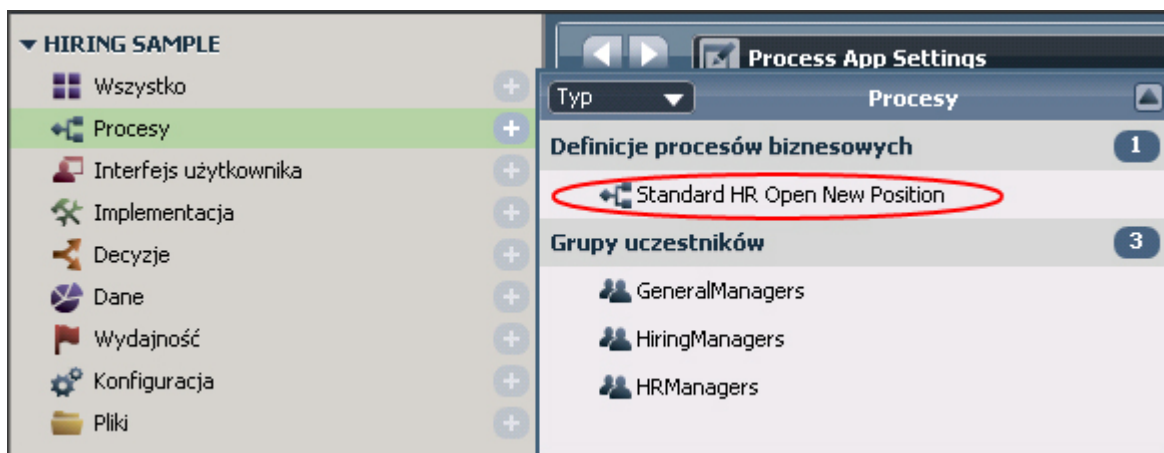 HIRING SAMPLE
Wszystko
Procesy
Interfejs użytkownika
Implementacja
Decyzje
Dane
Wydajność
Konfiguracja
Pliki
Process App Settings
Typ Procesy
Definicje procesów biznesowych 1
Standard HR Open New Position
Grupy uczestników 3
GeneralManagers
HiringManagers
HRManagers